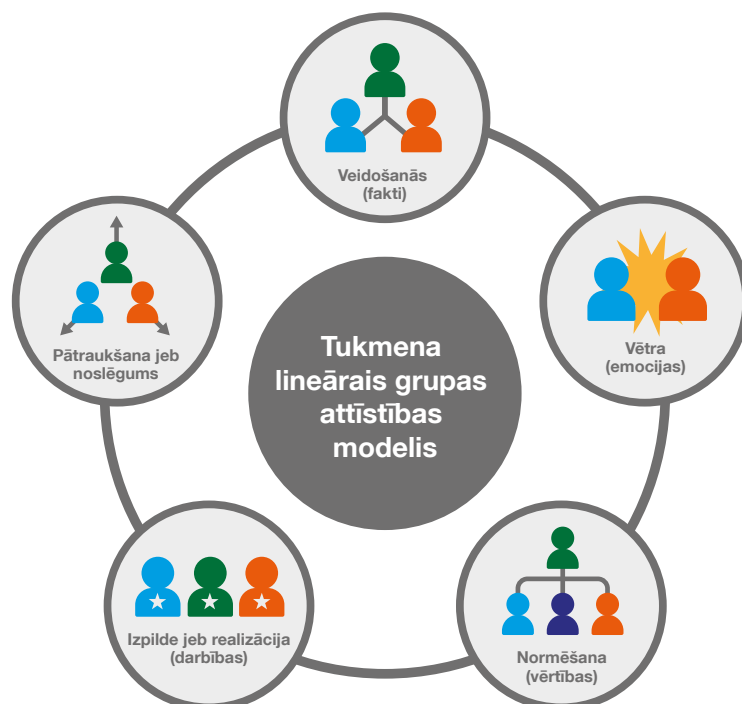 Veidošanās
(fakti)
Vētra
(emocijas)
Normēšana
(vērtības)
Izpilde jeb realizācija
(darbības)
Pātraukšana jeb
noslēgums
Tukmena
lineārais grupas
attīstības
modelis